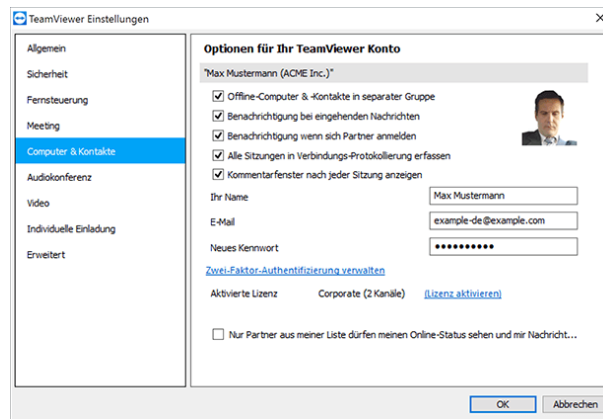 TeamViewer Einstellungen
Allgemein
Sicherheit
Fernsteuerung
Meeting
Computer & Kontakte
Audiokonferenz
Video
Individuelle Einladung
Erweitert
Optionen für Ihr TeamViewer Konto
"Max Mustermann (ACME Inc.)"
Offline-Computer & -Kontakte in separater Gruppe
Benachrichtigung bei eingehenden Nachrichten
Benachrichtigung wenn sich Partner anmelden
Alle Sitzungen in Verbindungs-Protokollierung erfassen
Kommentarfenster nach jeder Sitzung anzeigen
Ihr Name Max Mustermann
E-Mail example-de@example.com
Neues Kennwort ●●●●●●●●●●
Zwei-Faktor-Authentifizierung verwalten
Aktivierte Lizenz Corporate (2 Kanäle) (Lizenz aktivieren)
Nur Partner aus meiner Liste dürfen meinen Online-Status sehen und mir Nachricht...
OK Abbrechen